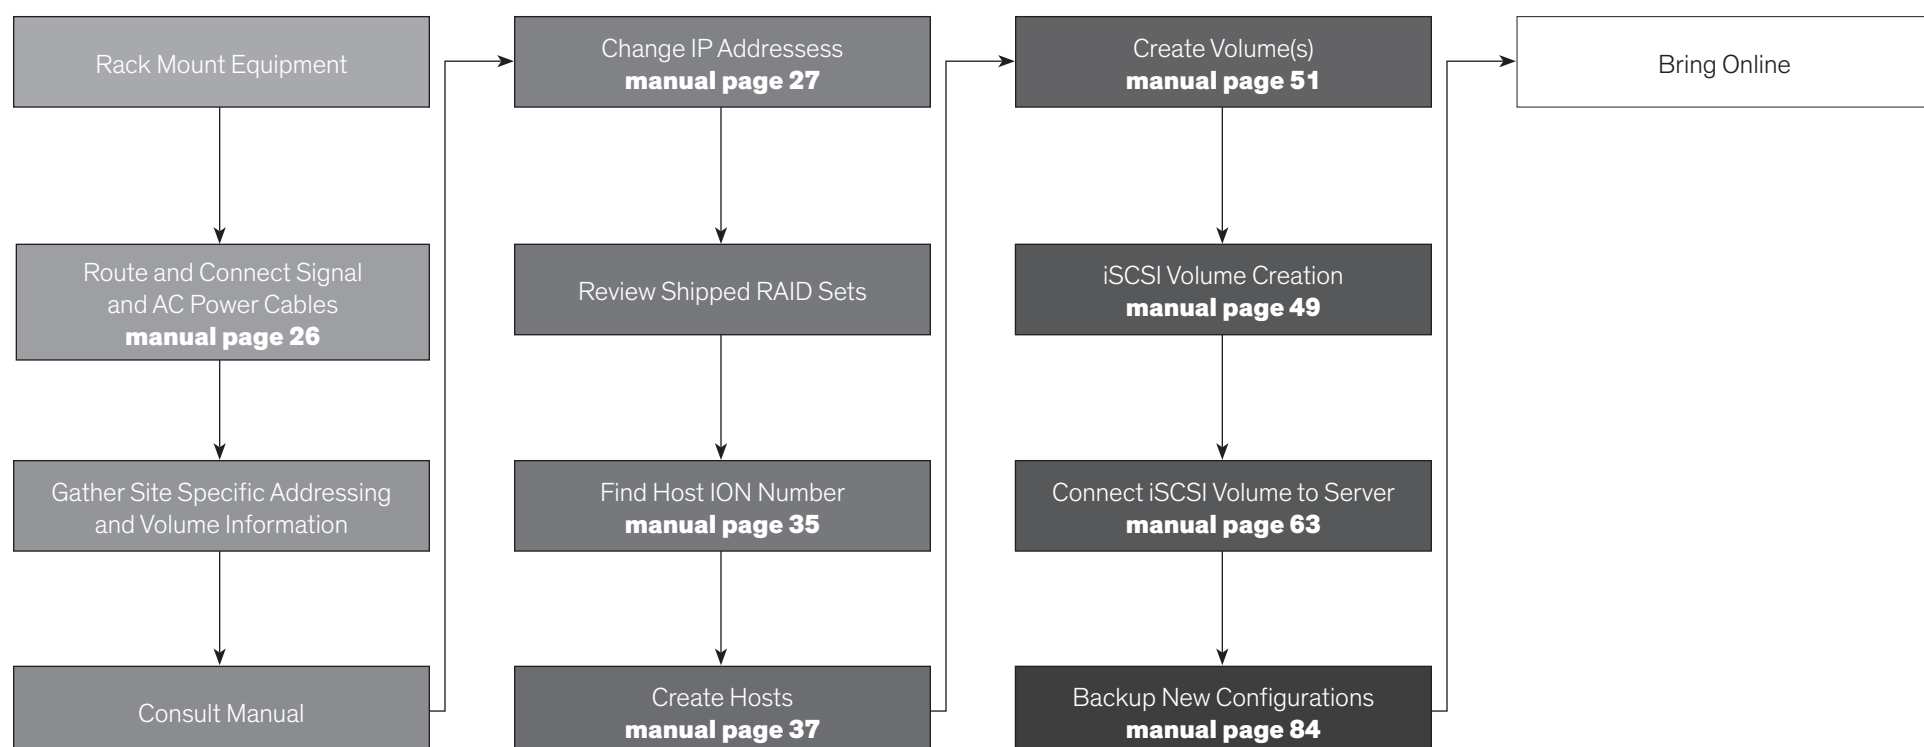 Rack Mount Equipment
Route and Connect Signal
and AC Power Cables
manual page 26
Gather Site Specific Addressing
and Volume Information
Consult Manual
Change IP Addressess
manual page 27
Review Shipped RAID Sets
Find Host ION Number
manual page 35
Create Hosts
manual page 37
Create Volume(s)
manual page 51
iSCSI Volume Creation
manual page 49
Connect iSCSI Volume to Server
manual page 63
Backup New Configurations
manual page 84
Bring Online